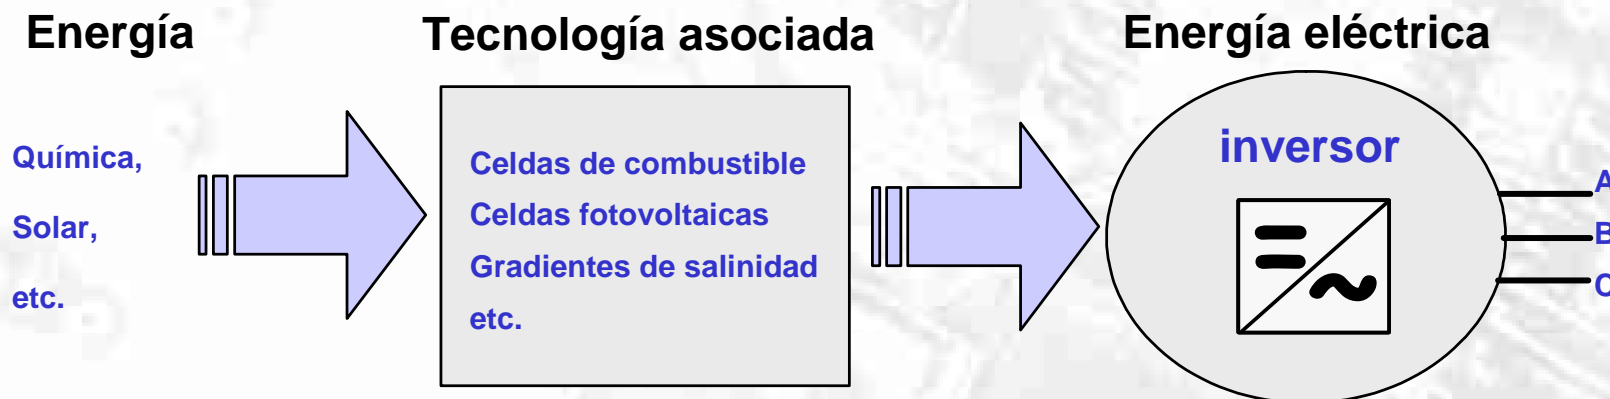 Energía
Tecnología asociada
Energía eléctrica
Química,
Solar,
etc.
Celdas de combustible
Celdas fotovoltaicas
Gradientes de salinidad
etc.
inversor
A
B
C